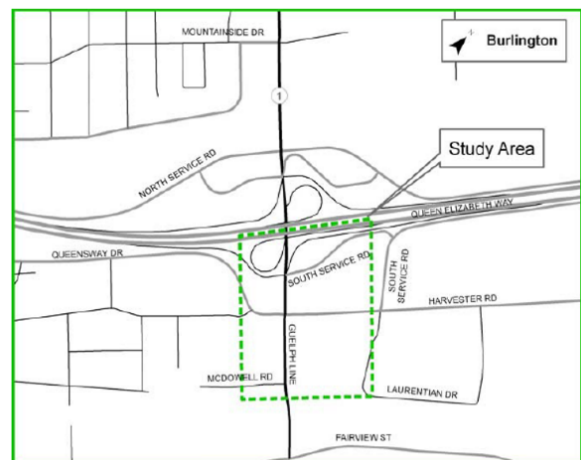 MOUNTAINSIDE DR
Burlington
1
Study Area
NORTH SERVICE RD
QUEEN ELIZABETH WAY
QUEENSWAY DR
SOUTH SERVICE RD
SOUTH
SERVICE RD
HARVESTER RD
GUELPH LINE
MCDOWELL RD
LAURENTIAN DR
FAIRVIEW ST